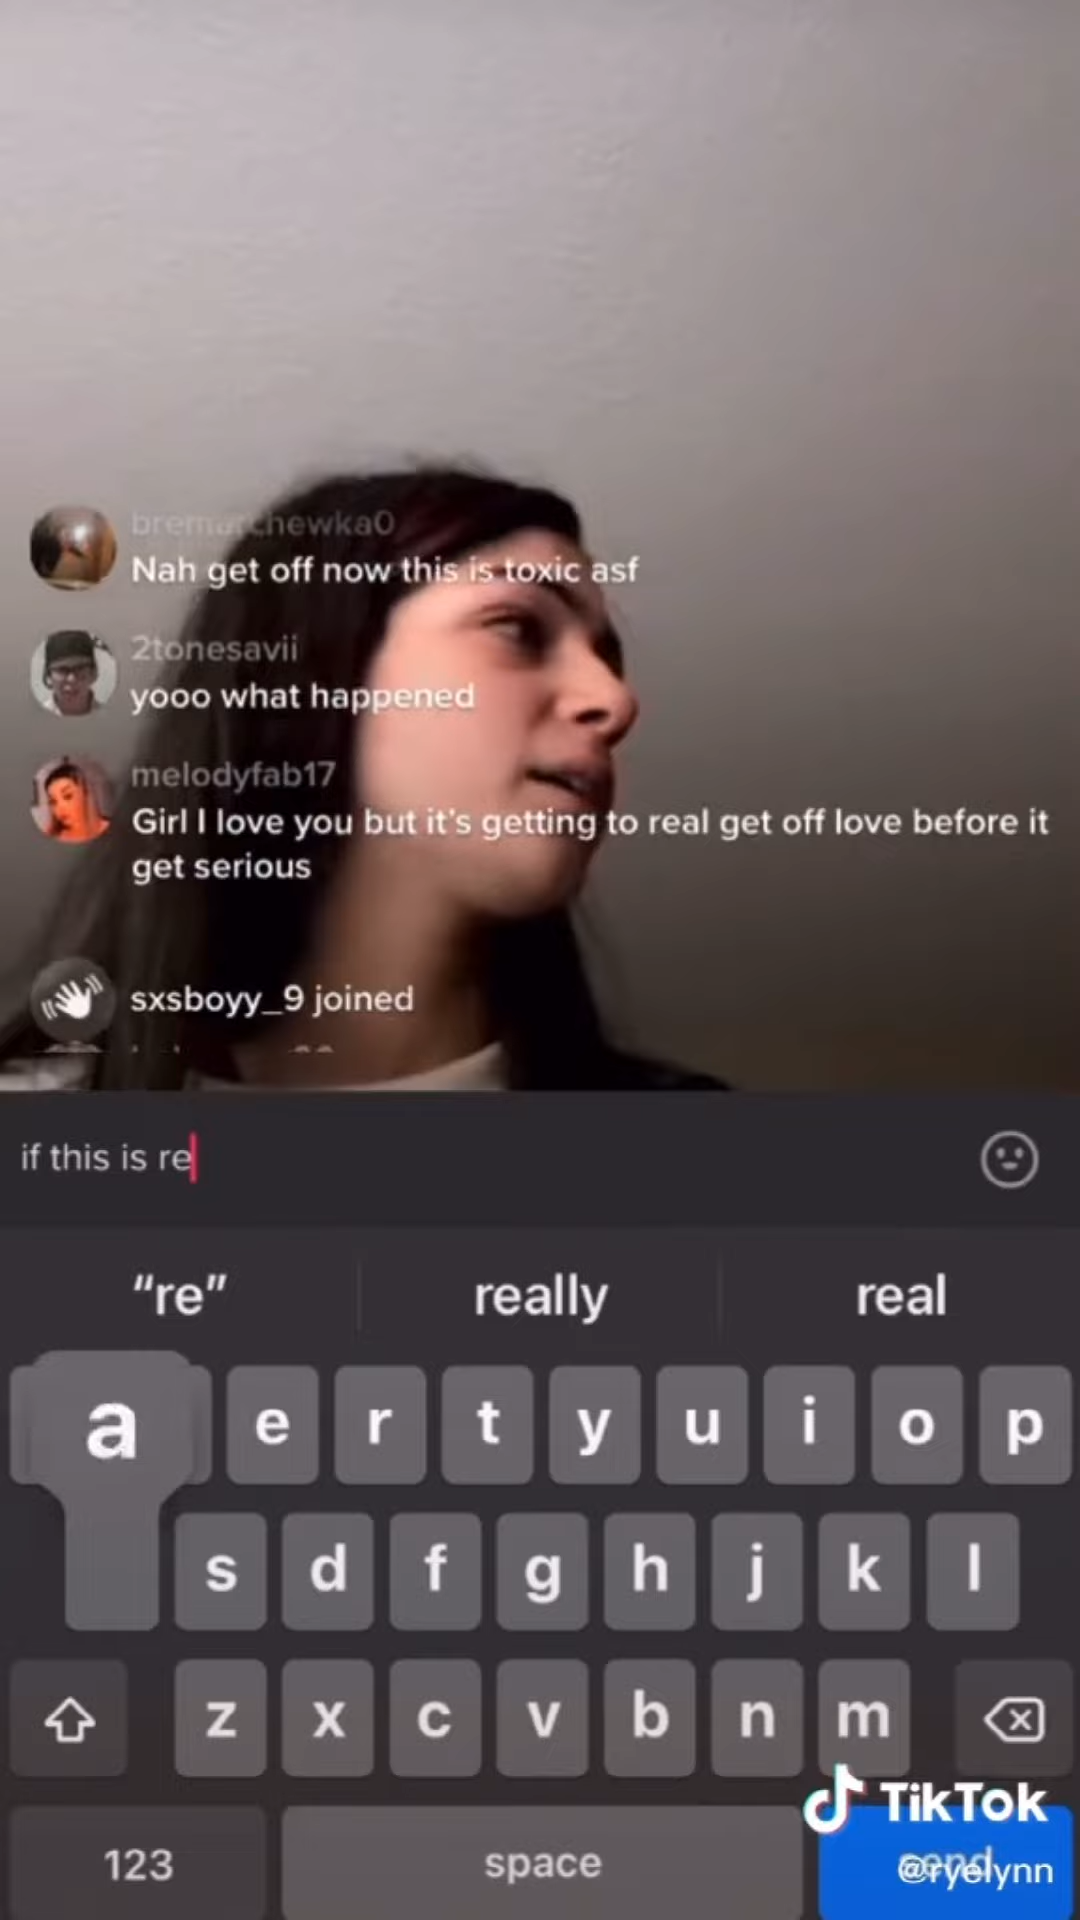 Nah get off now this is toxic asf
2tonesavii
yooo what happened
melodyfab17
Girl I love you but it's getting to real get off love before it
get serious
sxsboyy_9 joined
if this is re
"re" really real
a e r t y u i o p
s d f g h j k l
z x c v b n m
TikTok
123 space send
@ryelynn